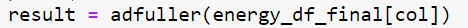 result = adfuller(energy_df_final[col])